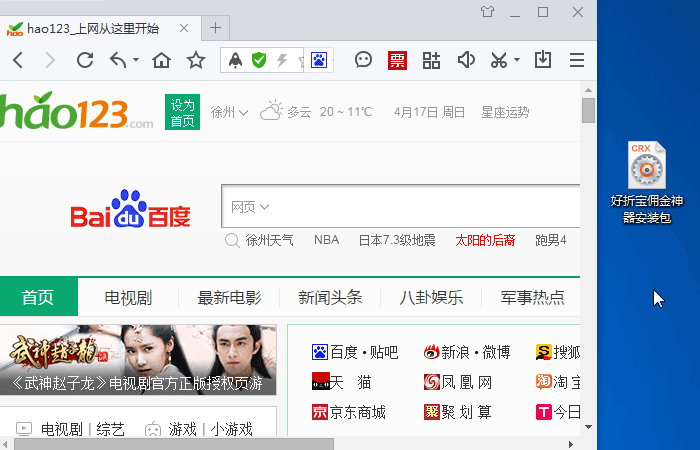 hao123_上网从这里开始
票
hao123.com
设为
首页
徐州
多云
20 ~ 11℃
4月17日 周日
星座运势
CRX
好折宝佣金神
器安装包
Bai du 百度
网页
徐州天气
NBA
日本7.3级地震
太阳的后裔
跑男4
首页
电视剧
最新电影
新闻头条
八卦娱乐
军事热点
武神赵子龙
《武神赵子龙》电视剧官方正版授权页游
百度 · 贴吧
新浪 · 微博
搜狐
天 猫
凤 凰 网
淘 宝
京东商城
聚 划 算
今日
电视剧 | 综艺
游戏 | 小游戏